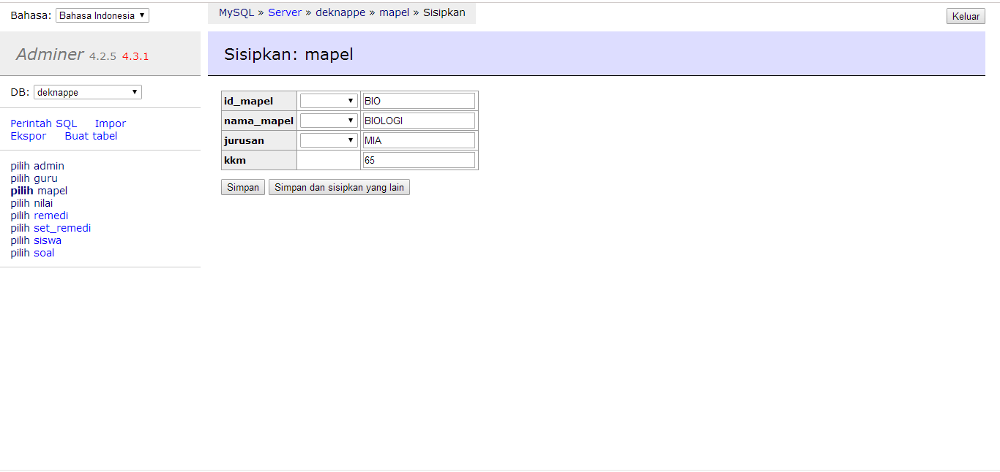 Bahasa: Bahasa Indonesia
MySQL » Server » deknappe » mapel » Sisipkan
Keluar
Adminer 4.2.5 4.3.1
Sisipkan: mapel
DB: deknappe
Perintah SQL Impor
Ekspor Buat tabel
pilih admin
pilih guru
pilih mapel
pilih nilai
pilih remedi
pilih set_remedi
pilih siswa
pilih soal
id_mapel BIO
nama_mapel BIOLOGI
jurusan MIA
kkm 65
Simpan Simpan dan sisipkan yang lain